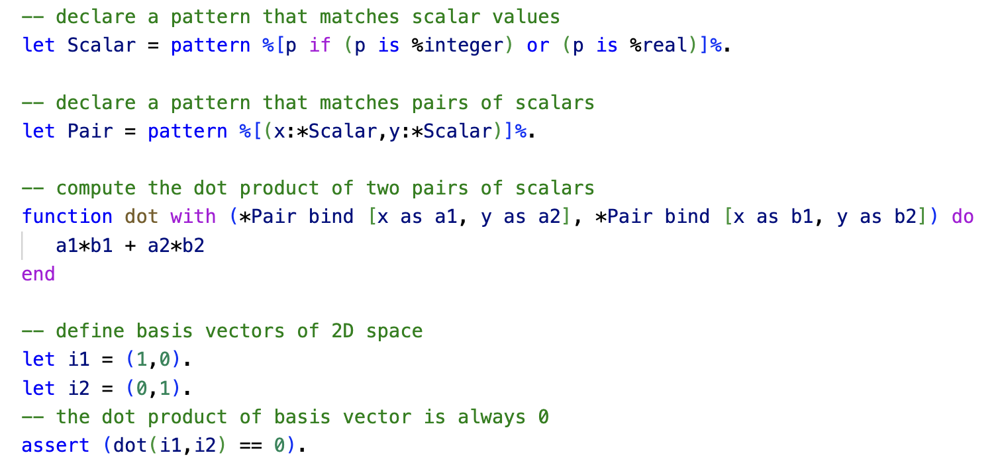 -- declare a pattern that matches scalar values
let Scalar = pattern %[p if (p is %integer) or (p is %real)]%.
-- declare a pattern that matches pairs of scalars
let Pair = pattern %[(x:*Scalar,y:*Scalar)]%.
-- compute the dot product of two pairs of scalars
function dot with (*Pair bind [x as a1, y as a2], *Pair bind [x as b1, y as b2]) do
a1*b1 + a2*b2
end
-- define basis vectors of 2D space
let i1 = (1,0).
let i2 = (0,1).
-- the dot product of basis vector is always 0
assert (dot(i1,i2) == 0).